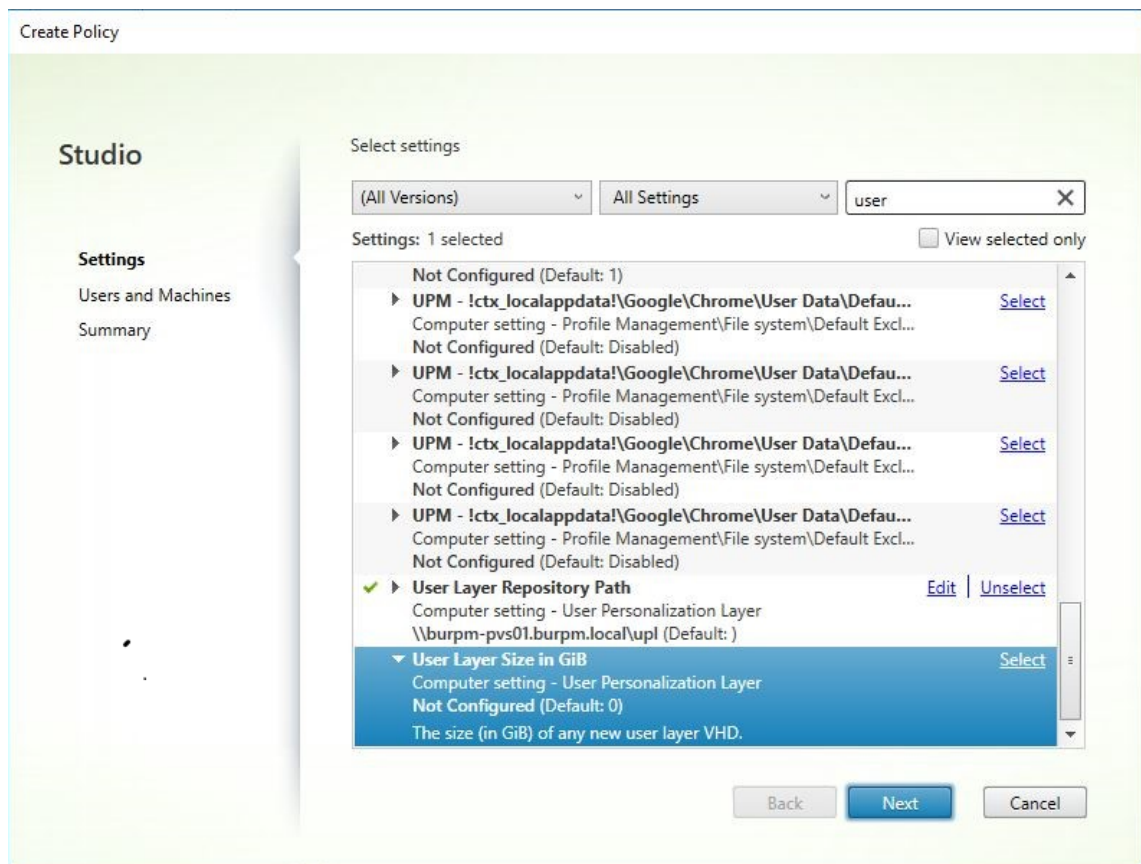 Create Policy
Studio
Settings
Users and Machines
Summary
Select settings
(All Versions)
All Settings
user
Settings: 1 selected
View selected only
Not Configured (Default: 1)
UPM - !ctx_localappdata!\Google\Chrome\User Data\Defau...
Select
Computer setting - Profile Management\File system\Default Excl...
Not Configured (Default: Disabled)
UPM - !ctx_localappdata!\Google\Chrome\User Data\Defau...
Select
Computer setting - Profile Management\File system\Default Excl...
Not Configured (Default: Disabled)
UPM - !ctx_localappdata!\Google\Chrome\User Data\Defau...
Select
Computer setting - Profile Management\File system\Default Excl...
Not Configured (Default: Disabled)
UPM - !ctx_localappdata!\Google\Chrome\User Data\Defau...
Select
Computer setting - Profile Management\File system\Default Excl...
Not Configured (Default: Disabled)
User Layer Repository Path
Edit | Unselect
Computer setting - User Personalization Layer
\\burpm-pvs01.burpm.local\upl (Default: )
User Layer Size in GiB
Select
Computer setting - User Personalization Layer
Not Configured (Default: 0)
The size (in GiB) of any new user layer VHD.
Back
Next
Cancel